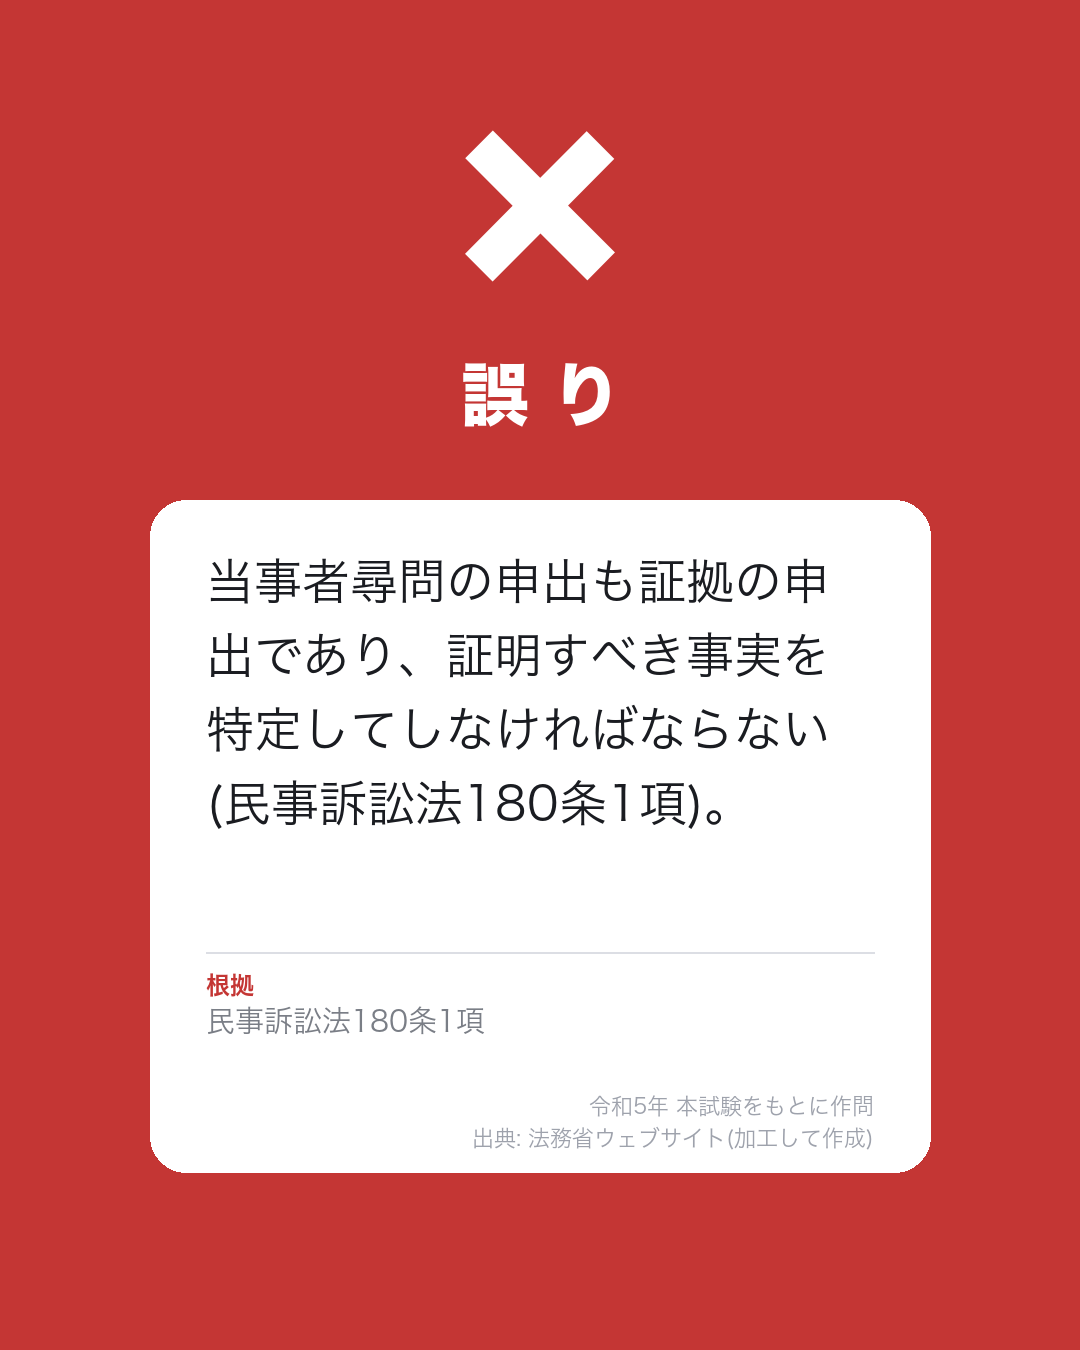 誤り
当事者尋問の申出も証拠の申
出であり、証明すべき事実を
特定してしなければならない
(民事訴訟法180条1項)。
根拠
民事訴訟法180条1項
令和5年 本試験をもとに作問
出典: 法務省ウェブサイト(加工して作成)